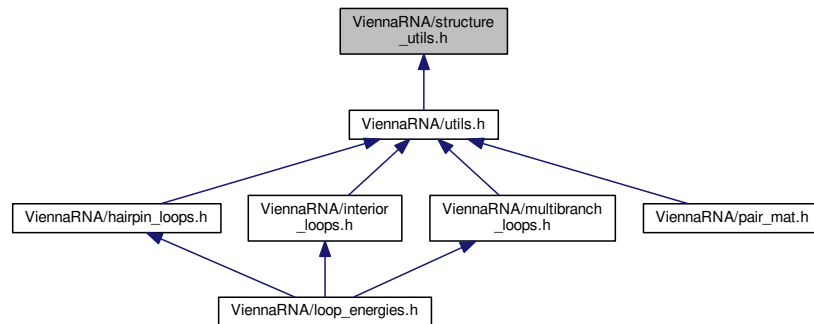 ViennaRNA/structure
_utils.h
ViennaRNA/utils.h
ViennaRNA/hairpin_loops.h
ViennaRNA/interior
_loops.h
ViennaRNA/multibranch
_loops.h
ViennaRNA/pair_mat.h
ViennaRNA/loop_energies.h